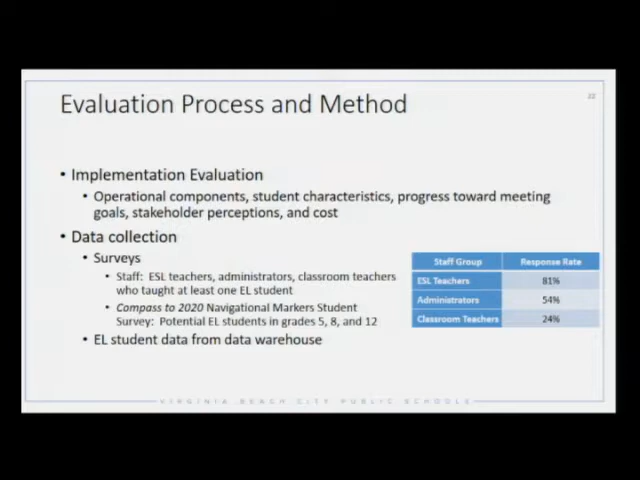 22
Evaluation Process and Method
• Implementation Evaluation
• Operational components, student characteristics, progress toward meeting
goals, stakeholder perceptions, and cost
• Data collection
• Surveys
• Staff: ESL teachers, administrators, classroom teachers
who taught at least one EL student
• Compass to 2020 Navigational Markers Student
Survey: Potential EL students in grades 5, 8, and 12
• EL student data from data warehouse
Staff Group Response Rate
ESL Teachers 81%
Administrators 54%
Classroom Teachers 24%
VIRGINIA BEACH CITY PUBLIC SCHOOLS